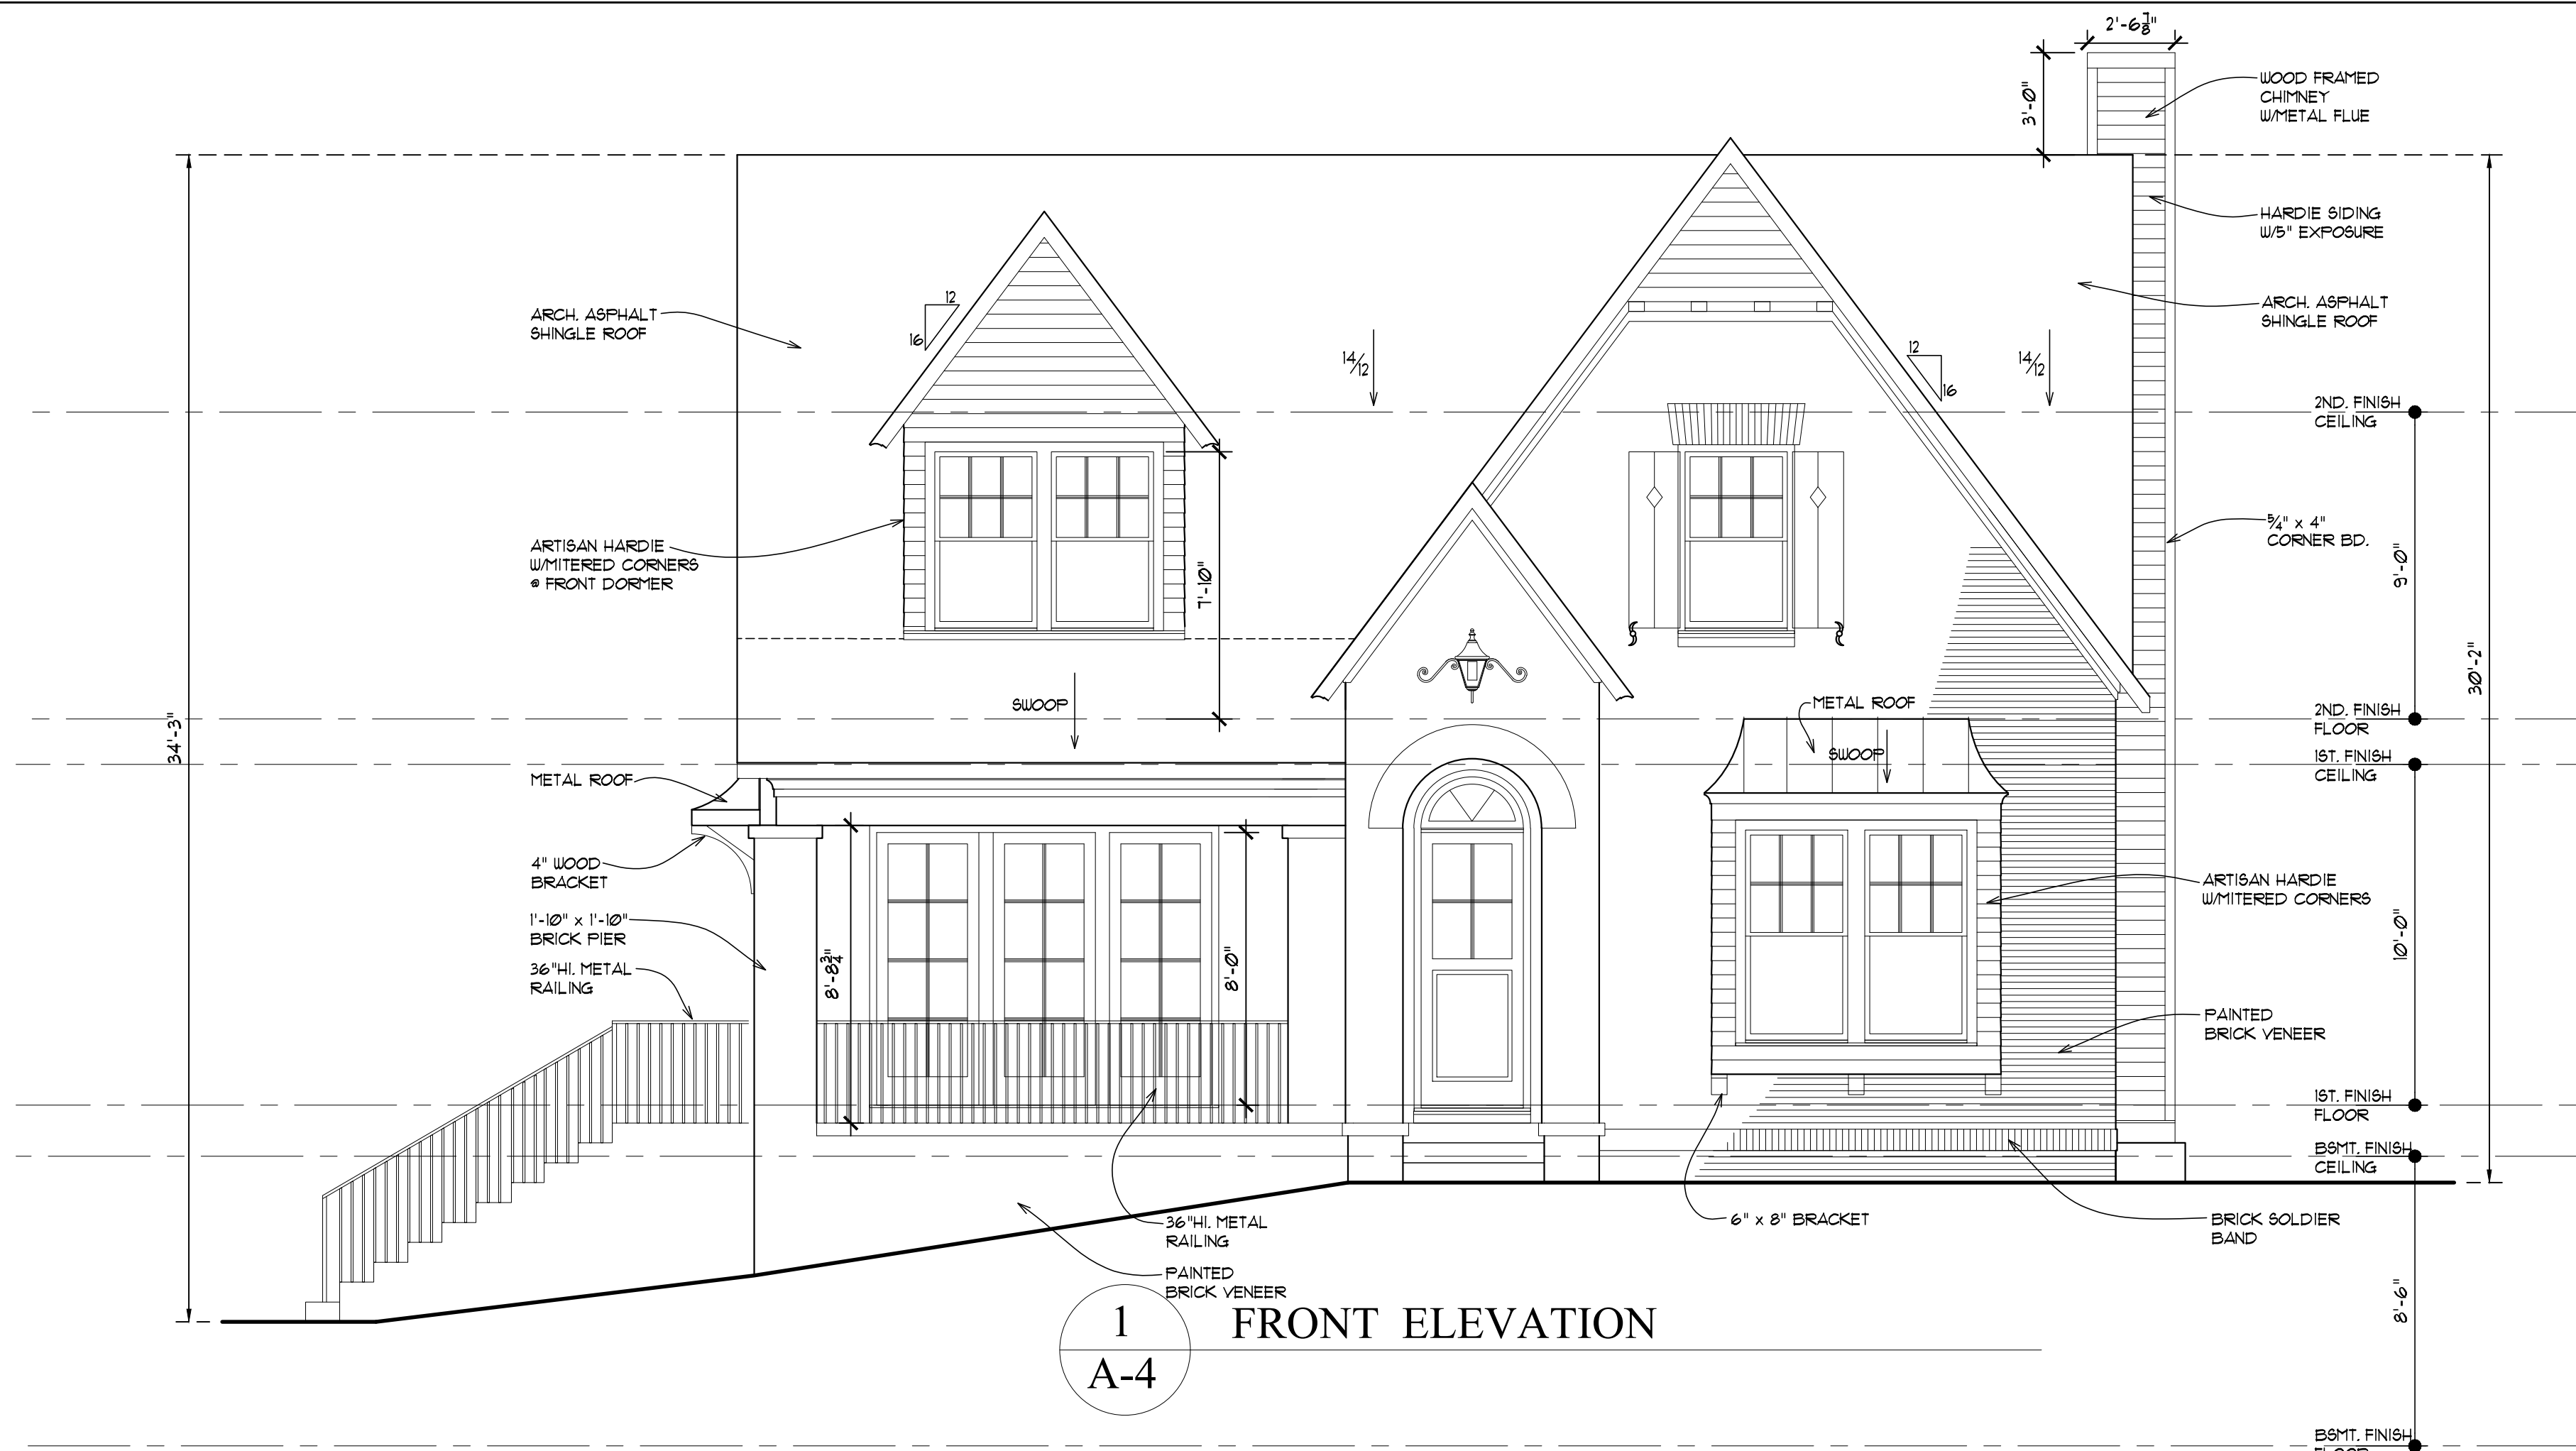 2'-6 7/8"
3'-0"
WOOD FRAMED
CHIMNEY
W/METAL FLUE
HARDIE SIDING
W/5" EXPOSURE
ARCH. ASPHALT
SHINGLE ROOF
ARCH. ASPHALT
SHINGLE ROOF
12
16
14/12
12
16
14/12
2ND. FINISH
CEILING
ARTISAN HARDIE
W/MITERED CORNERS
@ FRONT DORMER
7'-10"
5/4" x 4"
CORNER BD.
9'-0"
34'-3"
30'-2"
SWOOP
METAL ROOF
SWOOP
2ND. FINISH
FLOOR
1ST. FINISH
CEILING
METAL ROOF
4" WOOD
BRACKET
1'-10" x 1'-10"
BRICK PIER
36"HI. METAL
RAILING
8'-8 3/4"
8'-0"
ARTISAN HARDIE
W/MITERED CORNERS
10'-0"
PAINTED
BRICK VENEER
1ST. FINISH
FLOOR
BSMT. FINISH
CEILING
36"HI. METAL
RAILING
6" x 8" BRACKET
BRICK SOLDIER
BAND
PAINTED
BRICK VENEER
8'-6"
1
A-4
FRONT ELEVATION
BSMT. FINISH
FLOOR